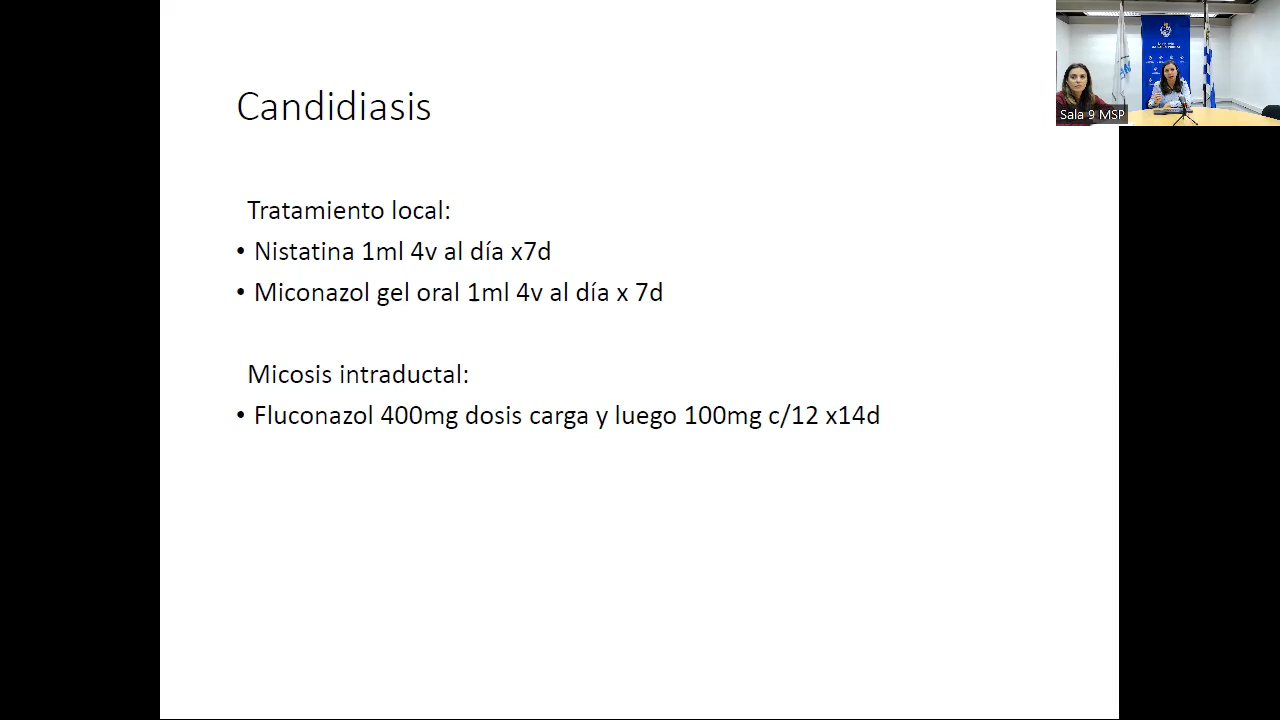 Candidiasis
Tratamiento local:
• Nistatina 1ml 4v al día x7d
• Miconazol gel oral 1ml 4v al día x 7d
Micosis intraductal:
• Fluconazol 400mg dosis carga y luego 100mg c/12 x14d
Sala 9 MSP